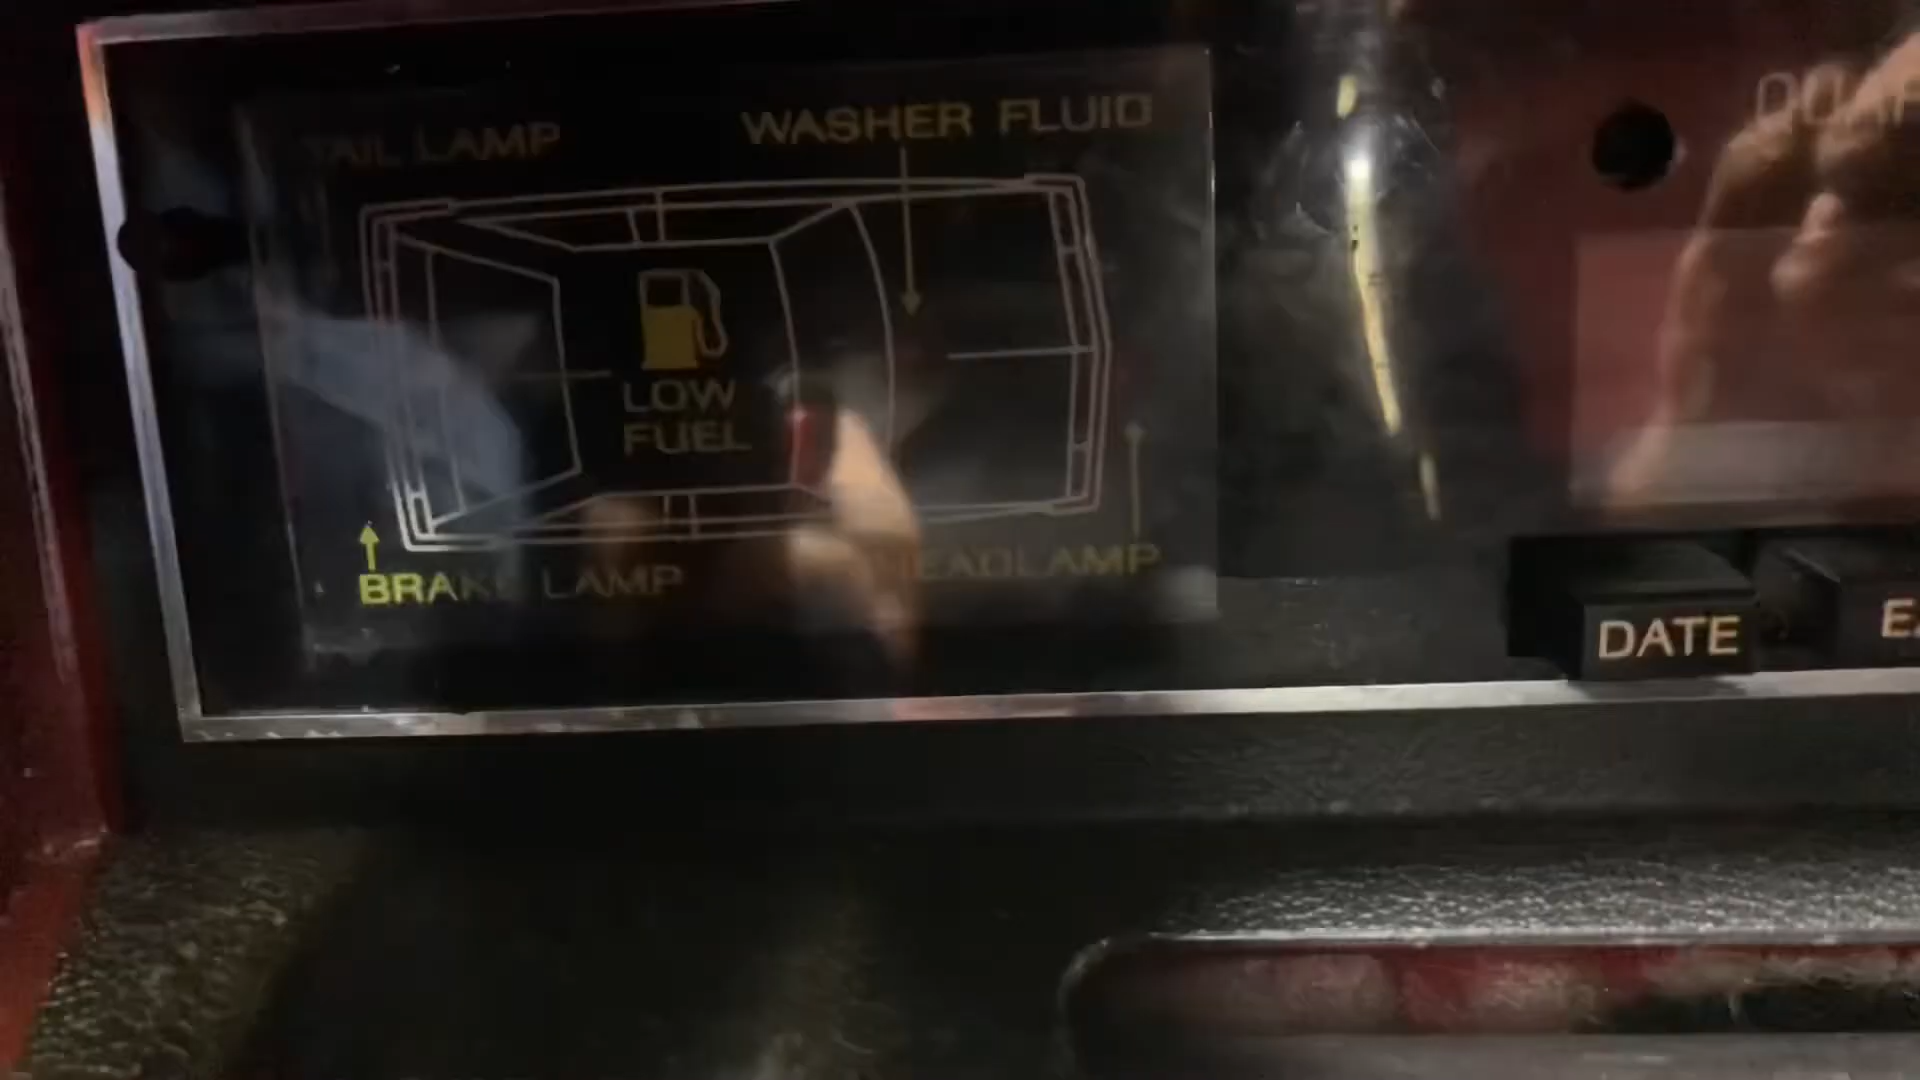 TAIL LAMP
WASHER FLUID
LOW
FUEL
BRAKE LAMP
HEADLAMP
DATE